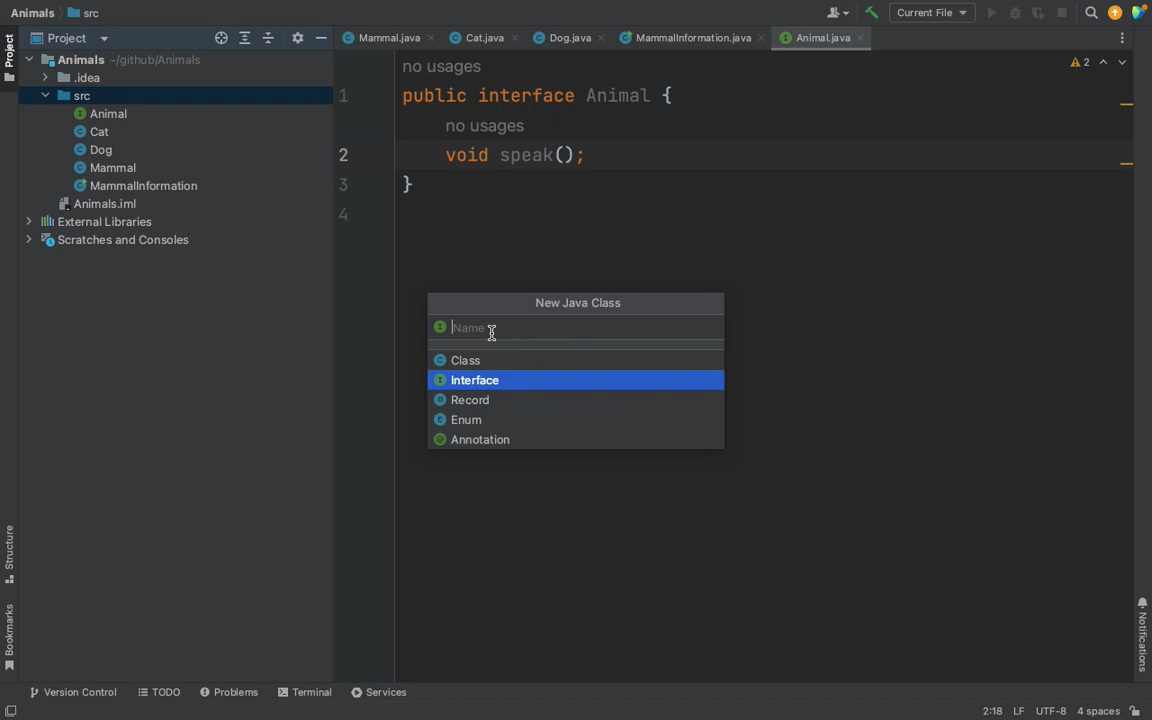 Animals
src
Current File
Project
Mammal.java
Cat.java
Dog.java
MammalInformation.java
Animal.java
Project
Animals ~/github/Animals
.idea
src
Animal
Cat
Dog
Mammal
MammalInformation
Animals.iml
External Libraries
Scratches and Consoles
no usages
2
1 public interface Animal {
no usages
2 void speak();
3 }
4
New Java Class
Name
Class
Interface
Record
Enum
Annotation
Structure
Bookmarks
Notifications
Version Control
TODO
Problems
Terminal
Services
2:18 LF UTF-8 4 spaces